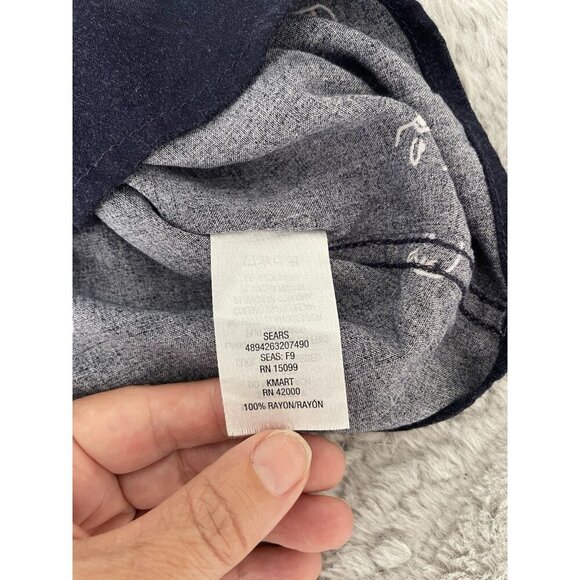 SEARS
4894263207490
SEAS: F9
RN 15099
KMART
RN 42000
100% RAYON/RAYÓN